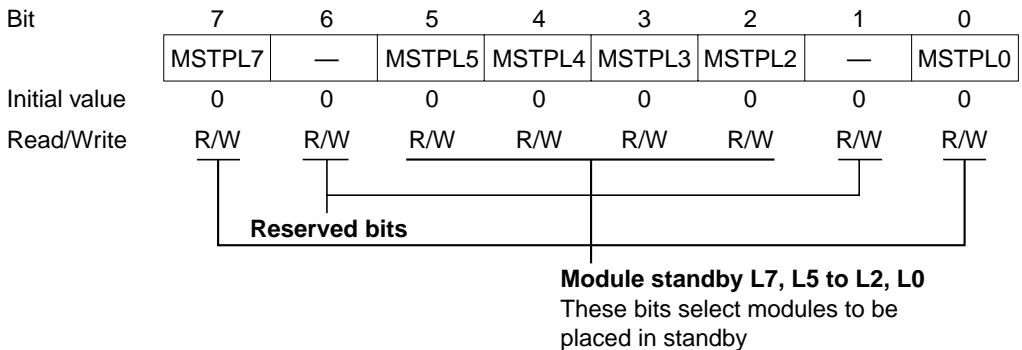 Bit 7 6 5 4 3 2 1 0
MSTPL7 — MSTPL5 MSTPL4 MSTPL3 MSTPL2 — MSTPL0
Initial value 0 0 0 0 0 0 0 0
Read/Write R/W R/W R/W R/W R/W R/W R/W R/W
Reserved bits
Module standby L7, L5 to L2, L0
These bits select modules to be
placed in standby